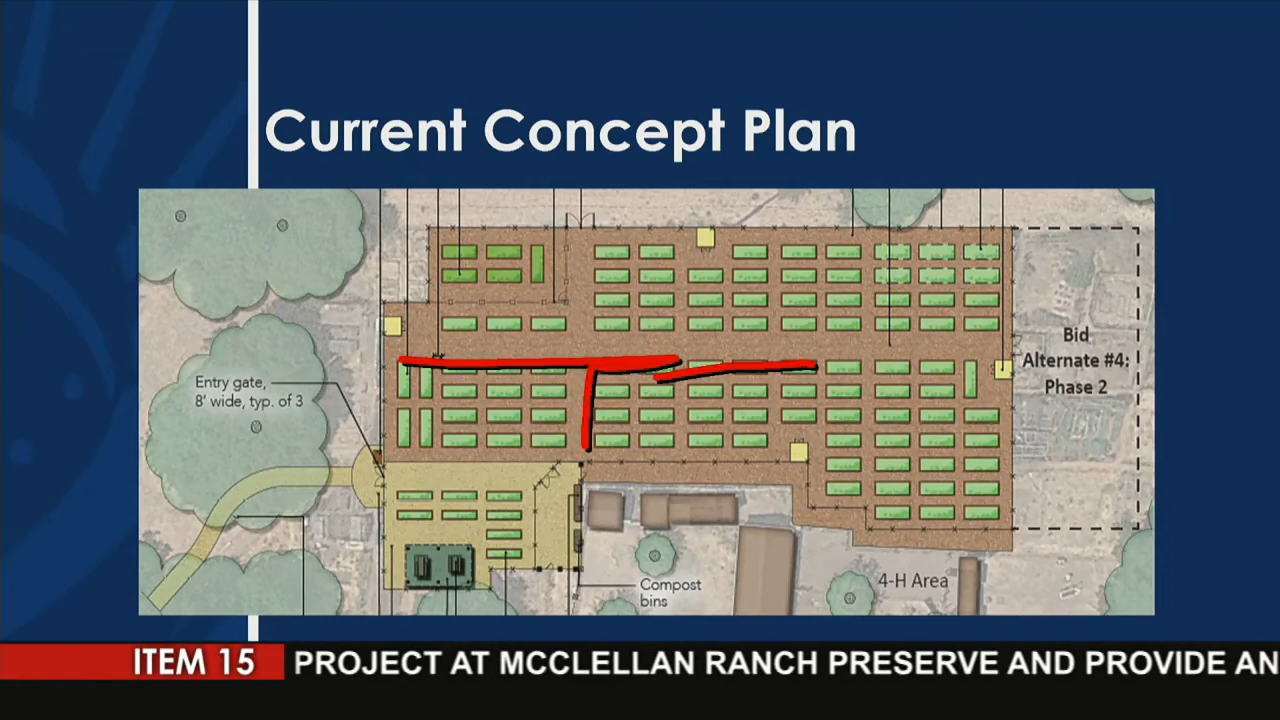 Current Concept Plan
Entry gate,
8' wide, typ. of 3
Bid
Alternate #4:
Phase 2
Compost
bins
4-H Area
ITEM 15
PROJECT AT MCCLELLAN RANCH PRESERVE AND PROVIDE AN